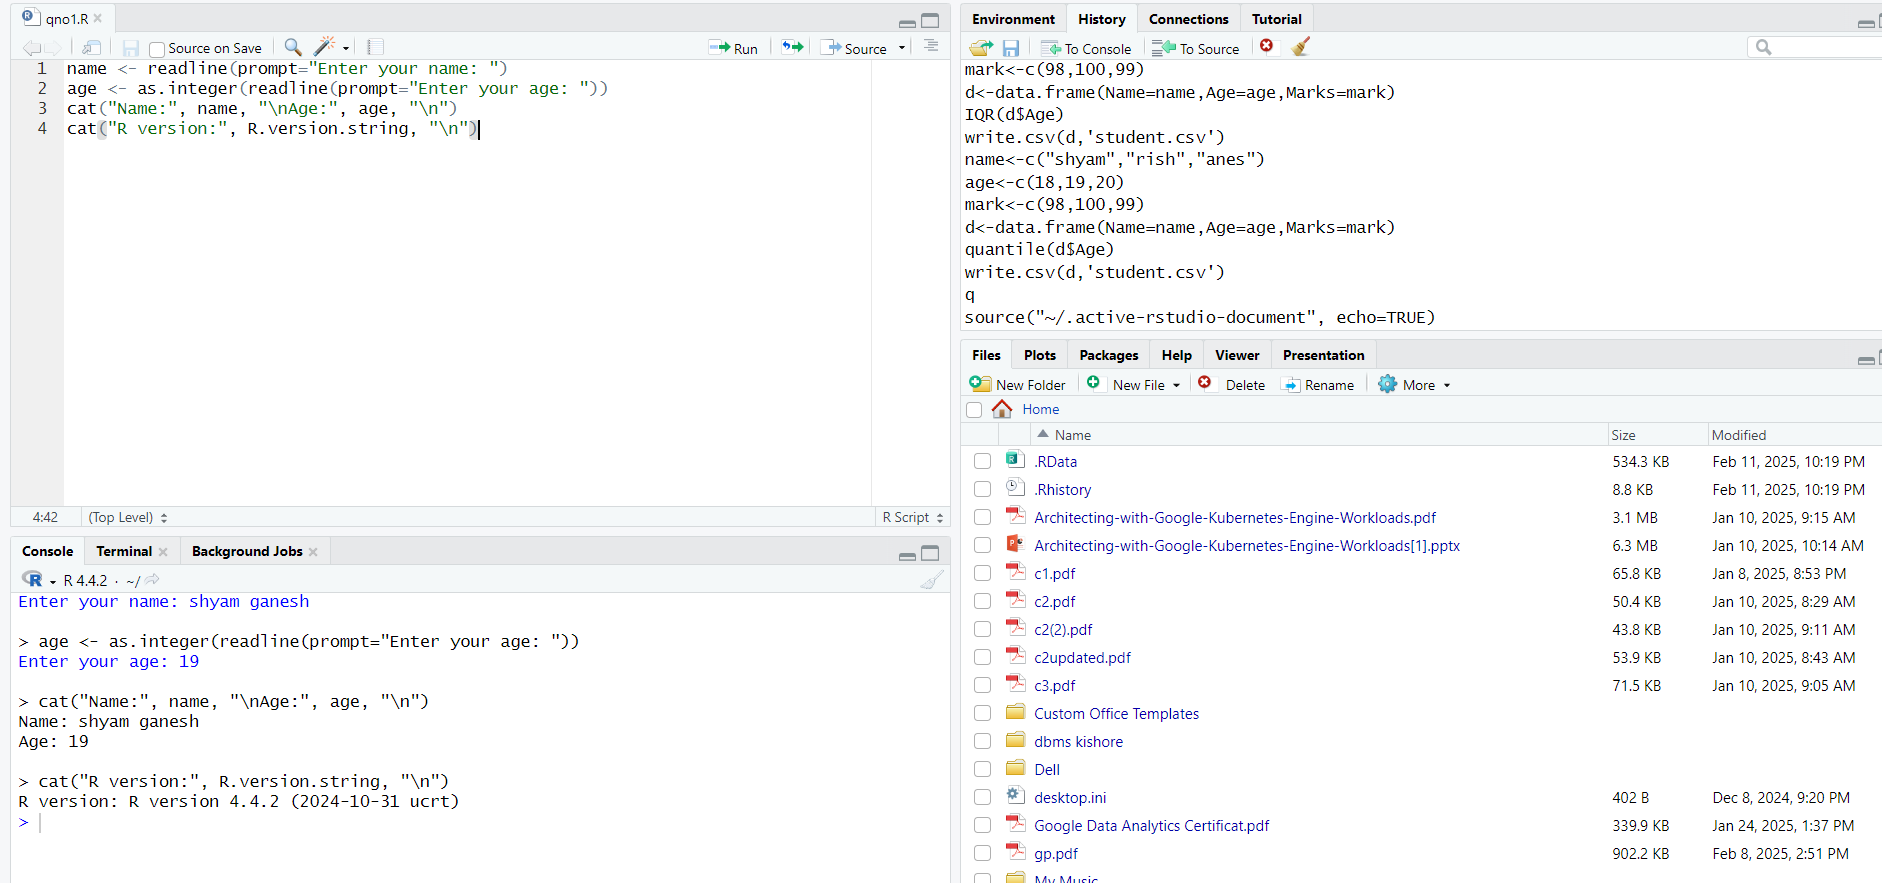 qno1.R
Source on Save
Run
Source
1 name <- readline(prompt="Enter your name: ")
2 age <- as.integer(readline(prompt="Enter your age: "))
3 cat("Name:", name, "\nAge:", age, "\n")
4 cat("R version:", R.version.string, "\n")
4:42 (Top Level) R Script
Console Terminal Background Jobs
R 4.4.2 · ~/
Enter your name: shyam ganesh
> age <- as.integer(readline(prompt="Enter your age: "))
Enter your age: 19
> cat("Name:", name, "\nAge:", age, "\n")
Name: shyam ganesh
Age: 19
> cat("R version:", R.version.string, "\n")
R version: R version 4.4.2 (2024-10-31 ucrt)
>
Environment History Connections Tutorial
To Console To Source
mark<-c(98,100,99)
d<-data.frame(Name=name,Age=age,Marks=mark)
IQR(d$Age)
write.csv(d,'student.csv')
name<-c("shyam","rish","anes")
age<-c(18,19,20)
mark<-c(98,100,99)
d<-data.frame(Name=name,Age=age,Marks=mark)
quantile(d$Age)
write.csv(d,'student.csv')
q
source("~/.active-rstudio-document", echo=TRUE)
Files Plots Packages Help Viewer Presentation
New Folder New File Delete Rename More
Home
Name Size Modified
.RData 534.3 KB Feb 11, 2025, 10:19 PM
.Rhistory 8.8 KB Feb 11, 2025, 10:19 PM
Architecting-with-Google-Kubernetes-Engine-Workloads.pdf 3.1 MB Jan 10, 2025, 9:15 AM
Architecting-with-Google-Kubernetes-Engine-Workloads[1].pptx 6.3 MB Jan 10, 2025, 10:14 AM
c1.pdf 65.8 KB Jan 8, 2025, 8:53 PM
c2.pdf 50.4 KB Jan 10, 2025, 8:29 AM
c2(2).pdf 43.8 KB Jan 10, 2025, 9:11 AM
c2updated.pdf 53.9 KB Jan 10, 2025, 8:43 AM
c3.pdf 71.5 KB Jan 10, 2025, 9:05 AM
Custom Office Templates
dbms kishore
Dell
desktop.ini 402 B Dec 8, 2024, 9:20 PM
Google Data Analytics Certificat.pdf 339.9 KB Jan 24, 2025, 1:37 PM
gp.pdf 902.2 KB Feb 8, 2025, 2:51 PM
My Music